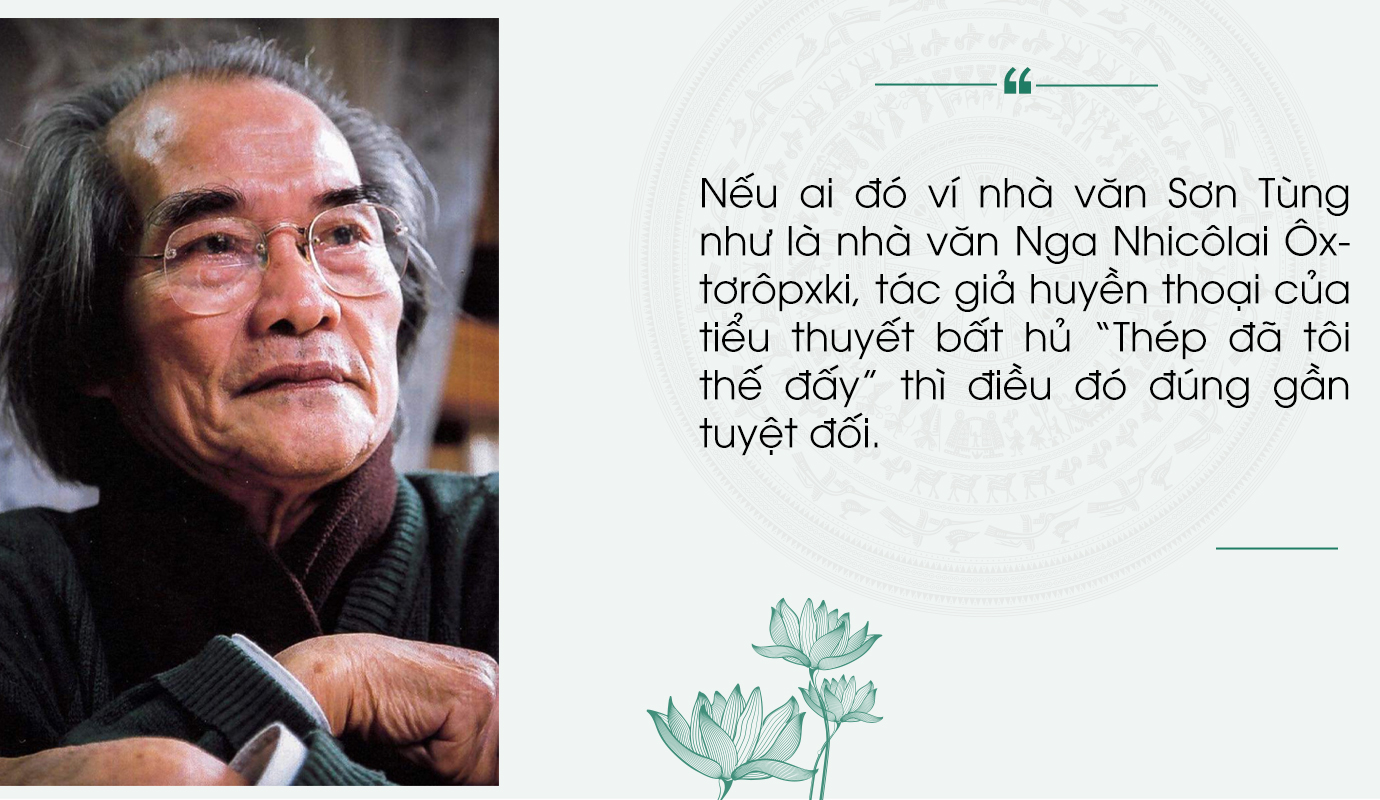 “
Nếu ai đó ví nhà văn Sơn Tùng
như là nhà văn Nga Nhicôlai Ôx-
tơrôpxki, tác giả huyền thoại của
tiểu thuyết bất hủ “Thép đã tôi
thế đấy” thì điều đó đúng gần
tuyệt đối.